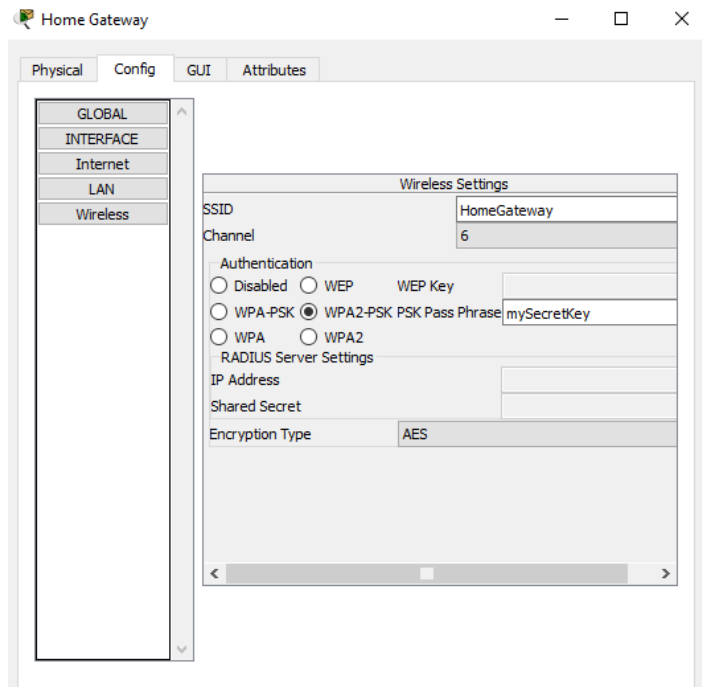 Home Gateway
Physical Config GUI Attributes
GLOBAL
INTERFACE
Internet
LAN
Wireless
Wireless Settings
SSID HomeGateway
Channel 6
Authentication
Disabled WEP WEP Key
WPA-PSK WPA2-PSK PSK Pass Phrase mySecretKey
WPA WPA2
RADIUS Server Settings
IP Address
Shared Secret
Encryption Type AES